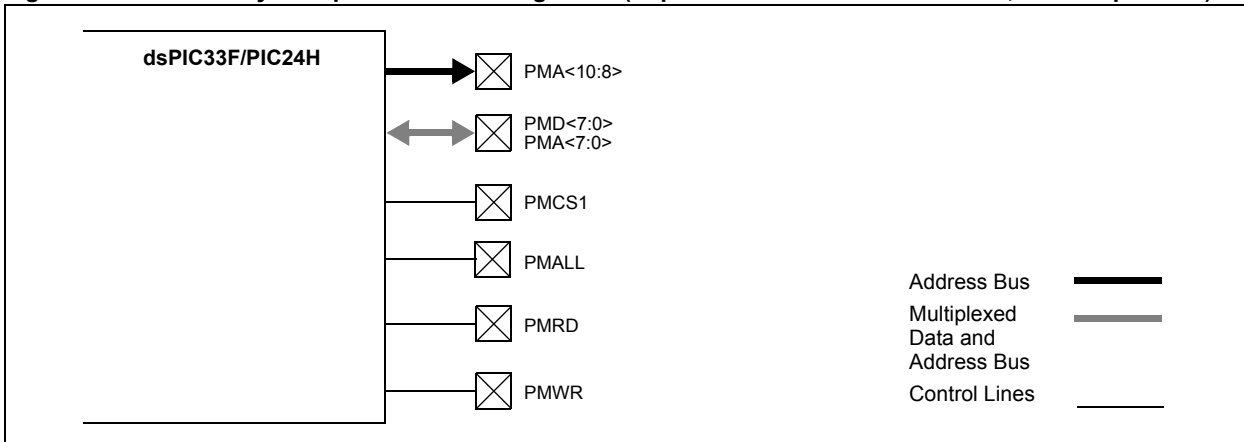 dsPIC33F/PIC24H
PMA<10:8>
PMD<7:0>
PMA<7:0>
PMCS1
PMALL
PMRD
PMWR
Address Bus
Multiplexed
Data and
Address Bus
Control Lines